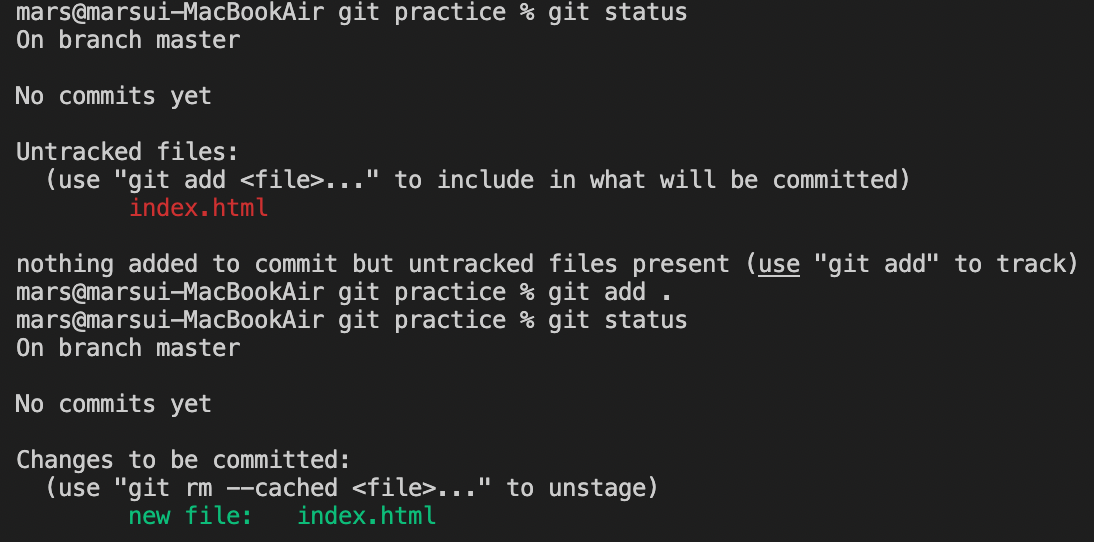 mars@marsui-MacBookAir git practice % git status
On branch master
No commits yet
Untracked files:
  (use "git add <file>..." to include in what will be committed)
        index.html
nothing added to commit but untracked files present (use "git add" to track)
mars@marsui-MacBookAir git practice % git add .
mars@marsui-MacBookAir git practice % git status
On branch master
No commits yet
Changes to be committed:
  (use "git rm --cached <file>..." to unstage)
        new file:   index.html